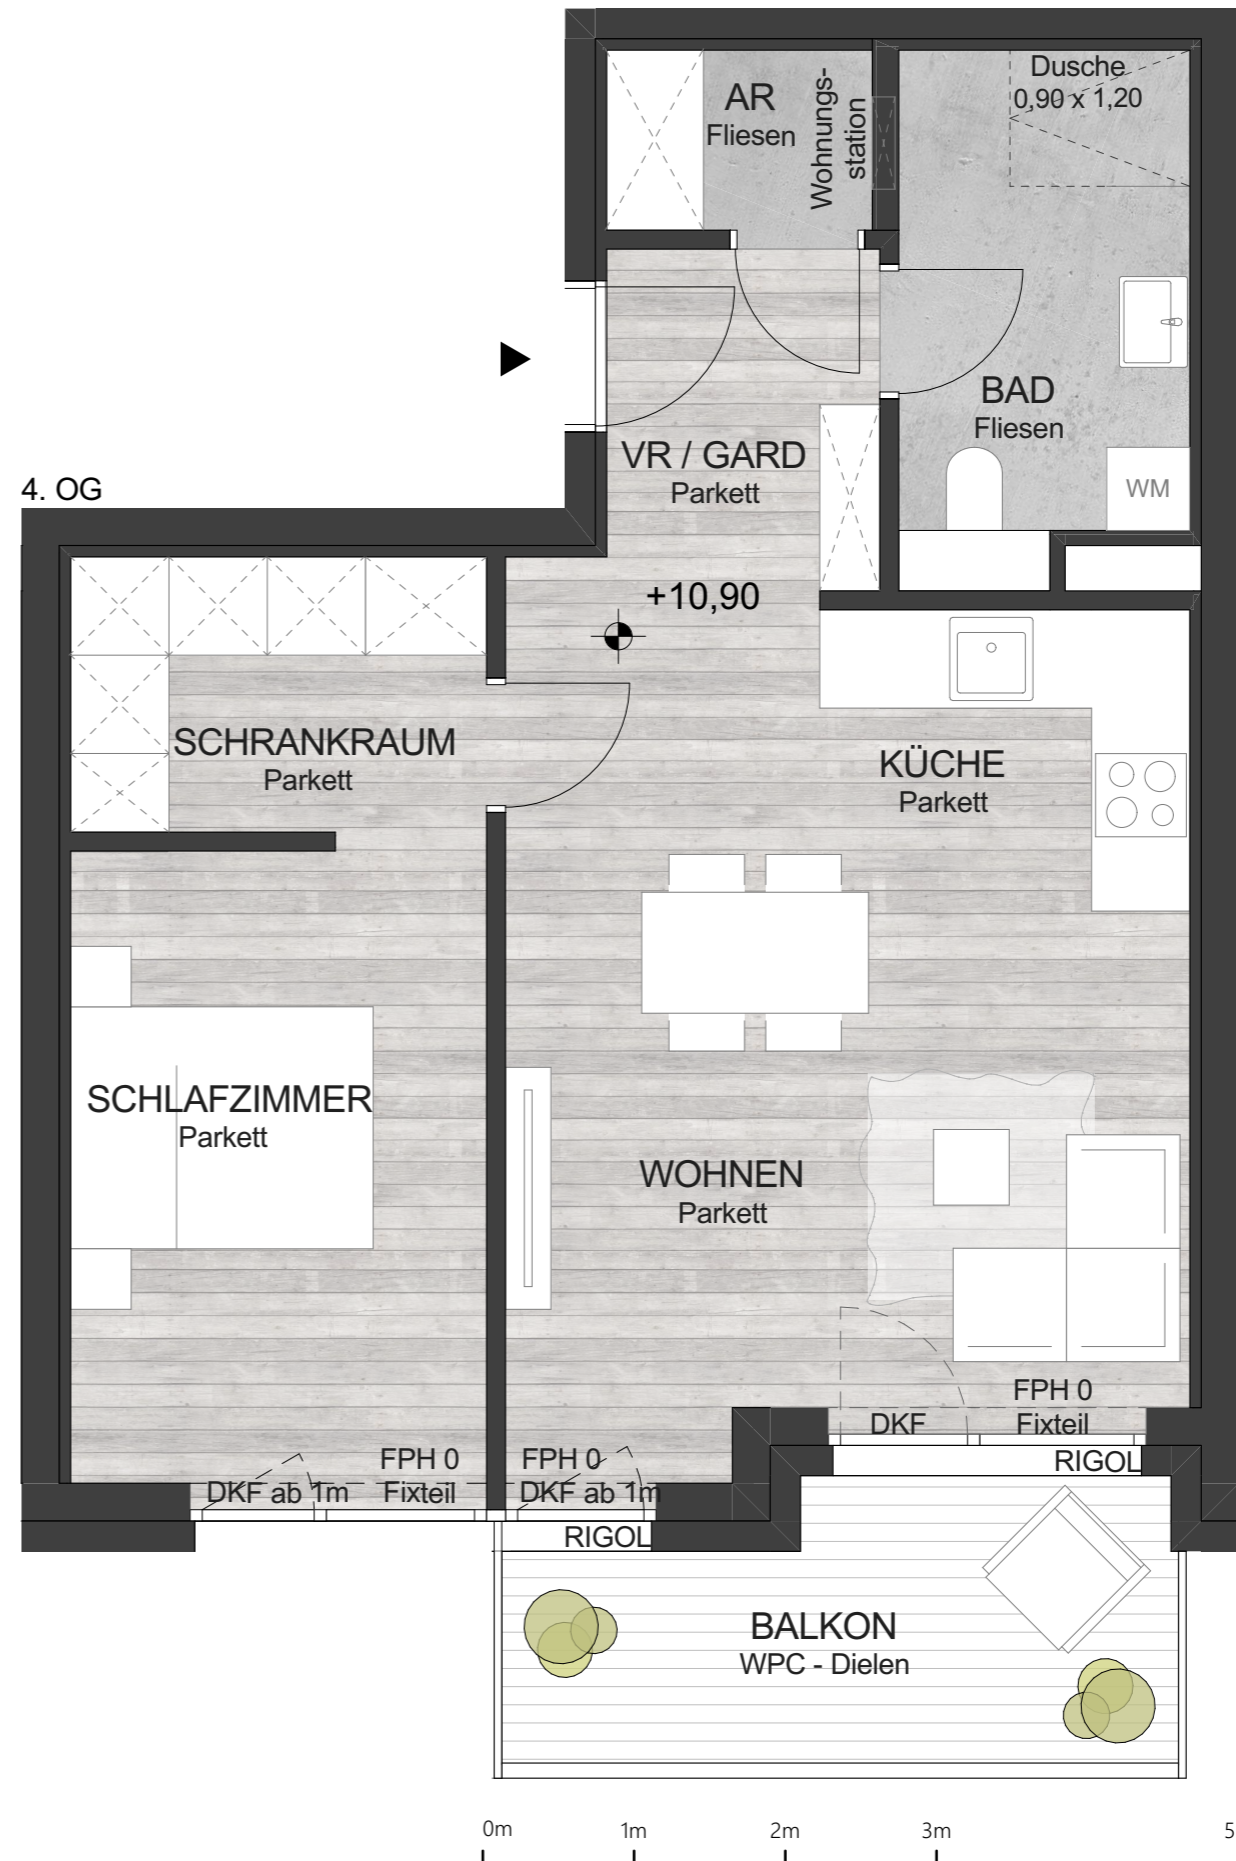 Dusche
0,90 x 1,20
AR
Fliesen
Wohnungs-
station
BAD
Fliesen
VR / GARD
Parkett
WM
4. OG
+10,90
SCHRANKRAUM
Parkett
KÜCHE
Parkett
SCHLAFZIMMER
Parkett
WOHNEN
Parkett
FPH 0
DKF Fixteil
RIGOL
FPH 0
DKF ab 1m Fixteil
FPH 0
DKF ab 1m
RIGOL
BALKON
WPC - Dielen
0m 1m 2m 3m 5